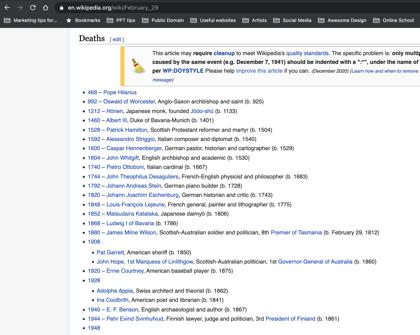 en.wikipedia.org/wiki/February_29
Marketing tips for... Bookmarks PPT tips Public Domain Useful websites Artists Social Media Awesome Design Online Scho
Deaths [ edit ]
This article may require cleanup to meet Wikipedia's quality standards. The specific problem is: only multip
caused by the same event (e.g. December 7, 1941) should be indented with a "**", under the name of
per WP:DOYSTYLE Please help improve this article if you can. (December 2020) (Learn how and when to remove
message)
• 468 – Pope Hilarius
• 992 – Oswald of Worcester, Anglo-Saxon archbishop and saint (b. 925)
• 1212 – Hōnen, Japanese monk, founded Jōdo-shū (b. 1133)
• 1460 – Albert III, Duke of Bavaria-Munich (b. 1401)
• 1528 – Patrick Hamilton, Scottish Protestant reformer and martyr (b. 1504)
• 1592 – Alessandro Striggio, Italian composer and diplomat (b. 1540)
• 1600 – Caspar Hennenberger, German pastor, historian and cartographer (b. 1529)
• 1604 – John Whitgift, English archbishop and academic (b. 1530)
• 1740 – Pietro Ottoboni, Italian cardinal (b. 1667)
• 1744 – John Theophilus Desaguliers, French-English physicist and philosopher (b. 1683)
• 1792 – Johann Andreas Stein, German piano builder (b. 1728)
• 1820 – Johann Joachim Eschenburg, German historian and critic (b. 1743)
• 1848 – Louis-François Lejeune, French general, painter and lithographer (b. 1775)
• 1852 – Matsudaira Katataka, Japanese daimyō (b. 1806)
• 1868 – Ludwig I of Bavaria (b. 1786)
• 1880 – James Milne Wilson, Scottish-Australian soldier and politician, 8th Premier of Tasmania (b. February 29, 1812)
• 1908
• Pat Garrett, American sheriff (b. 1850)
• John Hope, 1st Marquess of Linlithgow, Scottish-Australian politician, 1st Governor-General of Australia (b. 1860)
• 1920 – Ernie Courtney, American baseball player (b. 1875)
• 1928
• Adolphe Appia, Swiss architect and theorist (b. 1862)
• Ina Coolbrith, American poet and librarian (b. 1841)
• 1940 – E. F. Benson, English archaeologist and author (b. 1867)
• 1944 – Pehr Evind Svinhufvud, Finnish lawyer, judge and politician, 3rd President of Finland (b. 1861)
• 1948